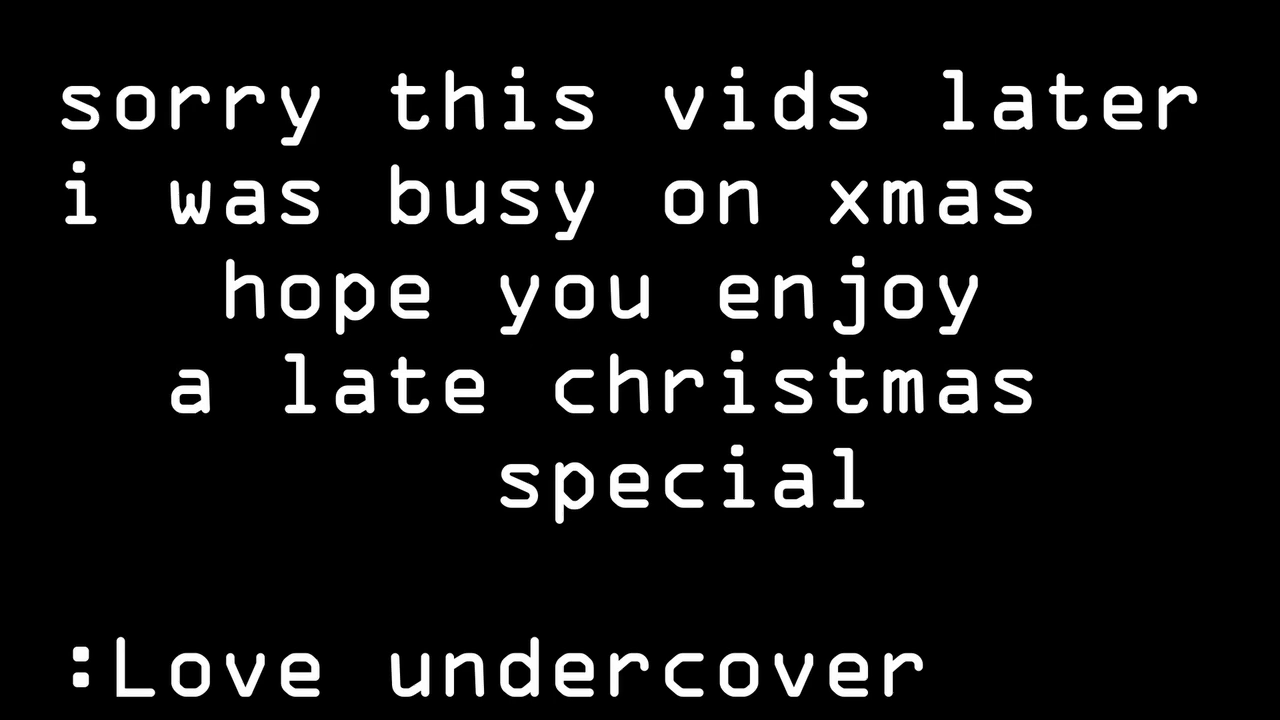 sorry this vids later
i was busy on xmas
hope you enjoy
a late christmas
special
:Love undercover